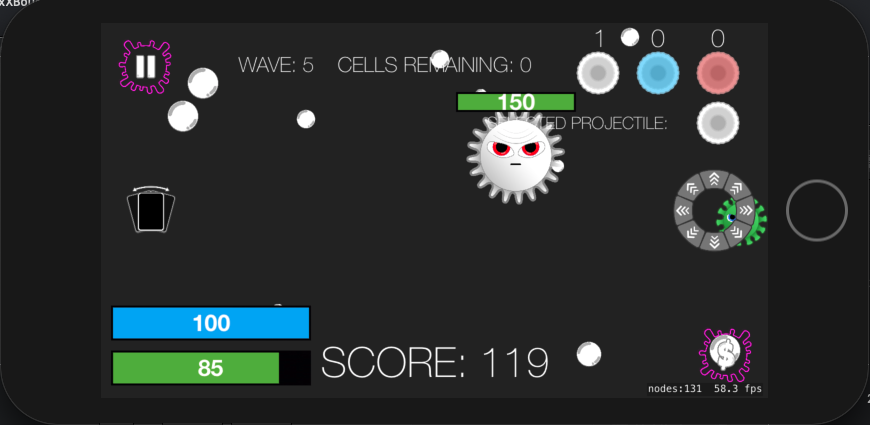 1 0 0
WAVE: 5 CELLS REMAINING: 0
150
PROJECTILE:
100
85
SCORE: 119
nodes:131 58.3 fps